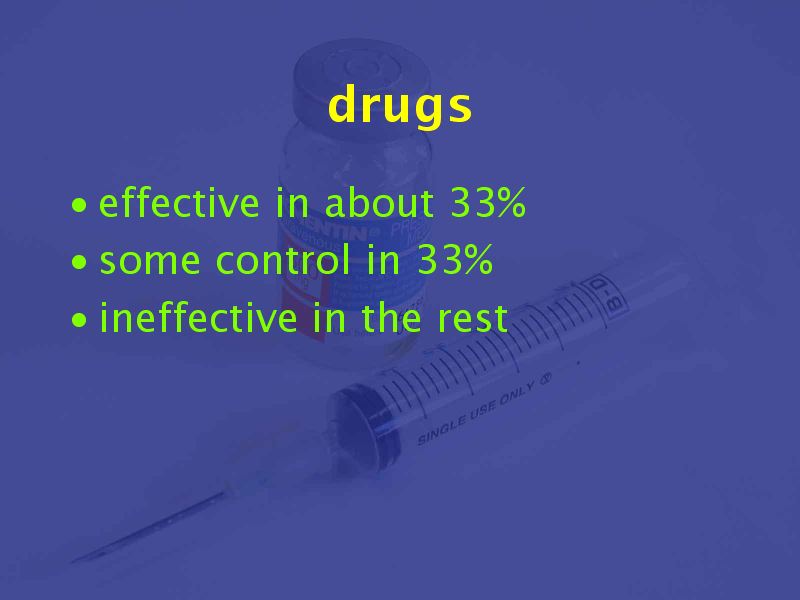 drugs
• effective in about 33%
• some control in 33%
• ineffective in the rest
B-D
SINGLE USE ONLY